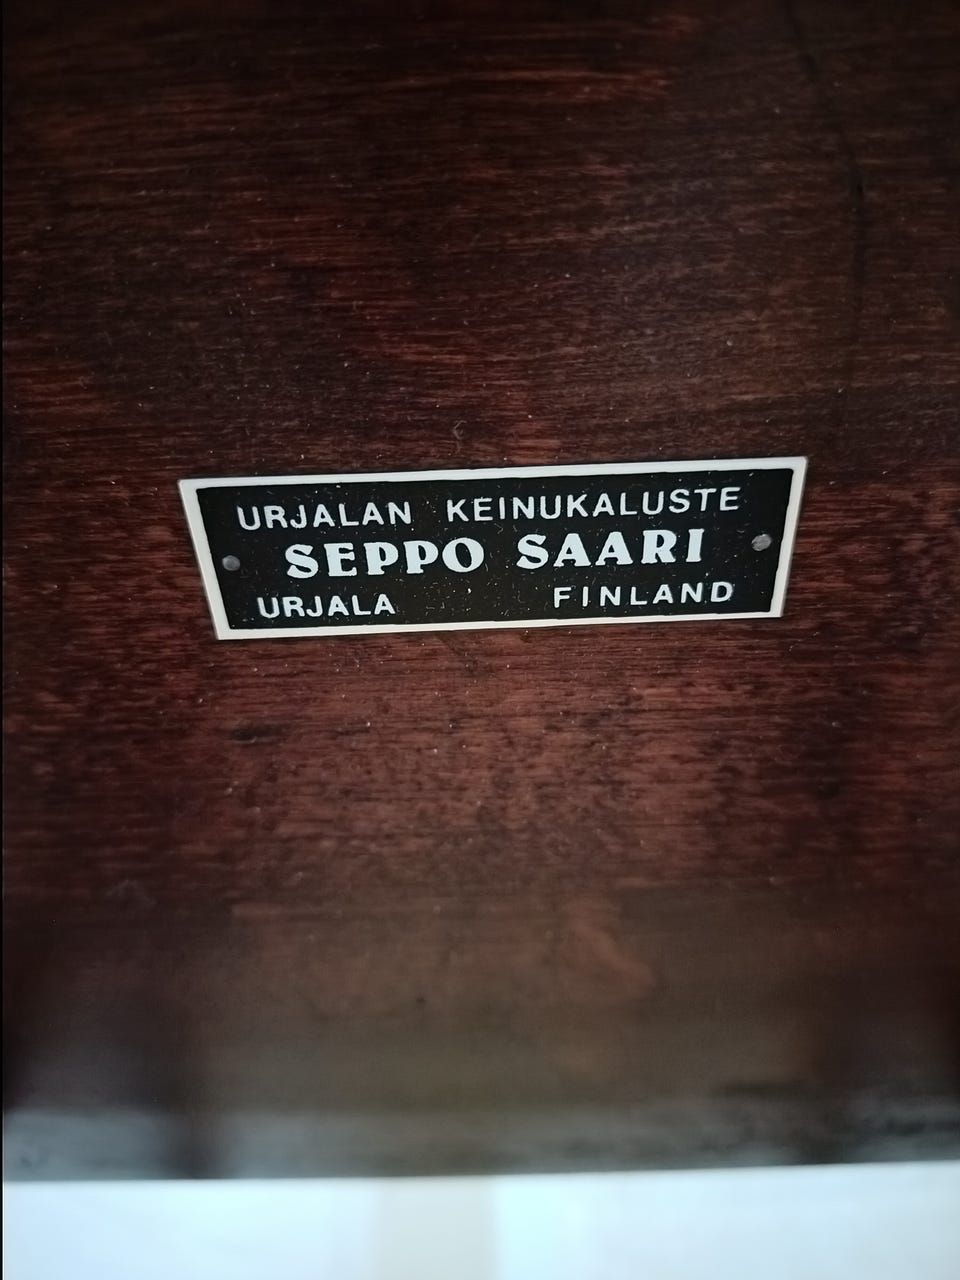 URJALAN KEINUKALUSTE
SEPPO SAARI
URJALA FINLAND